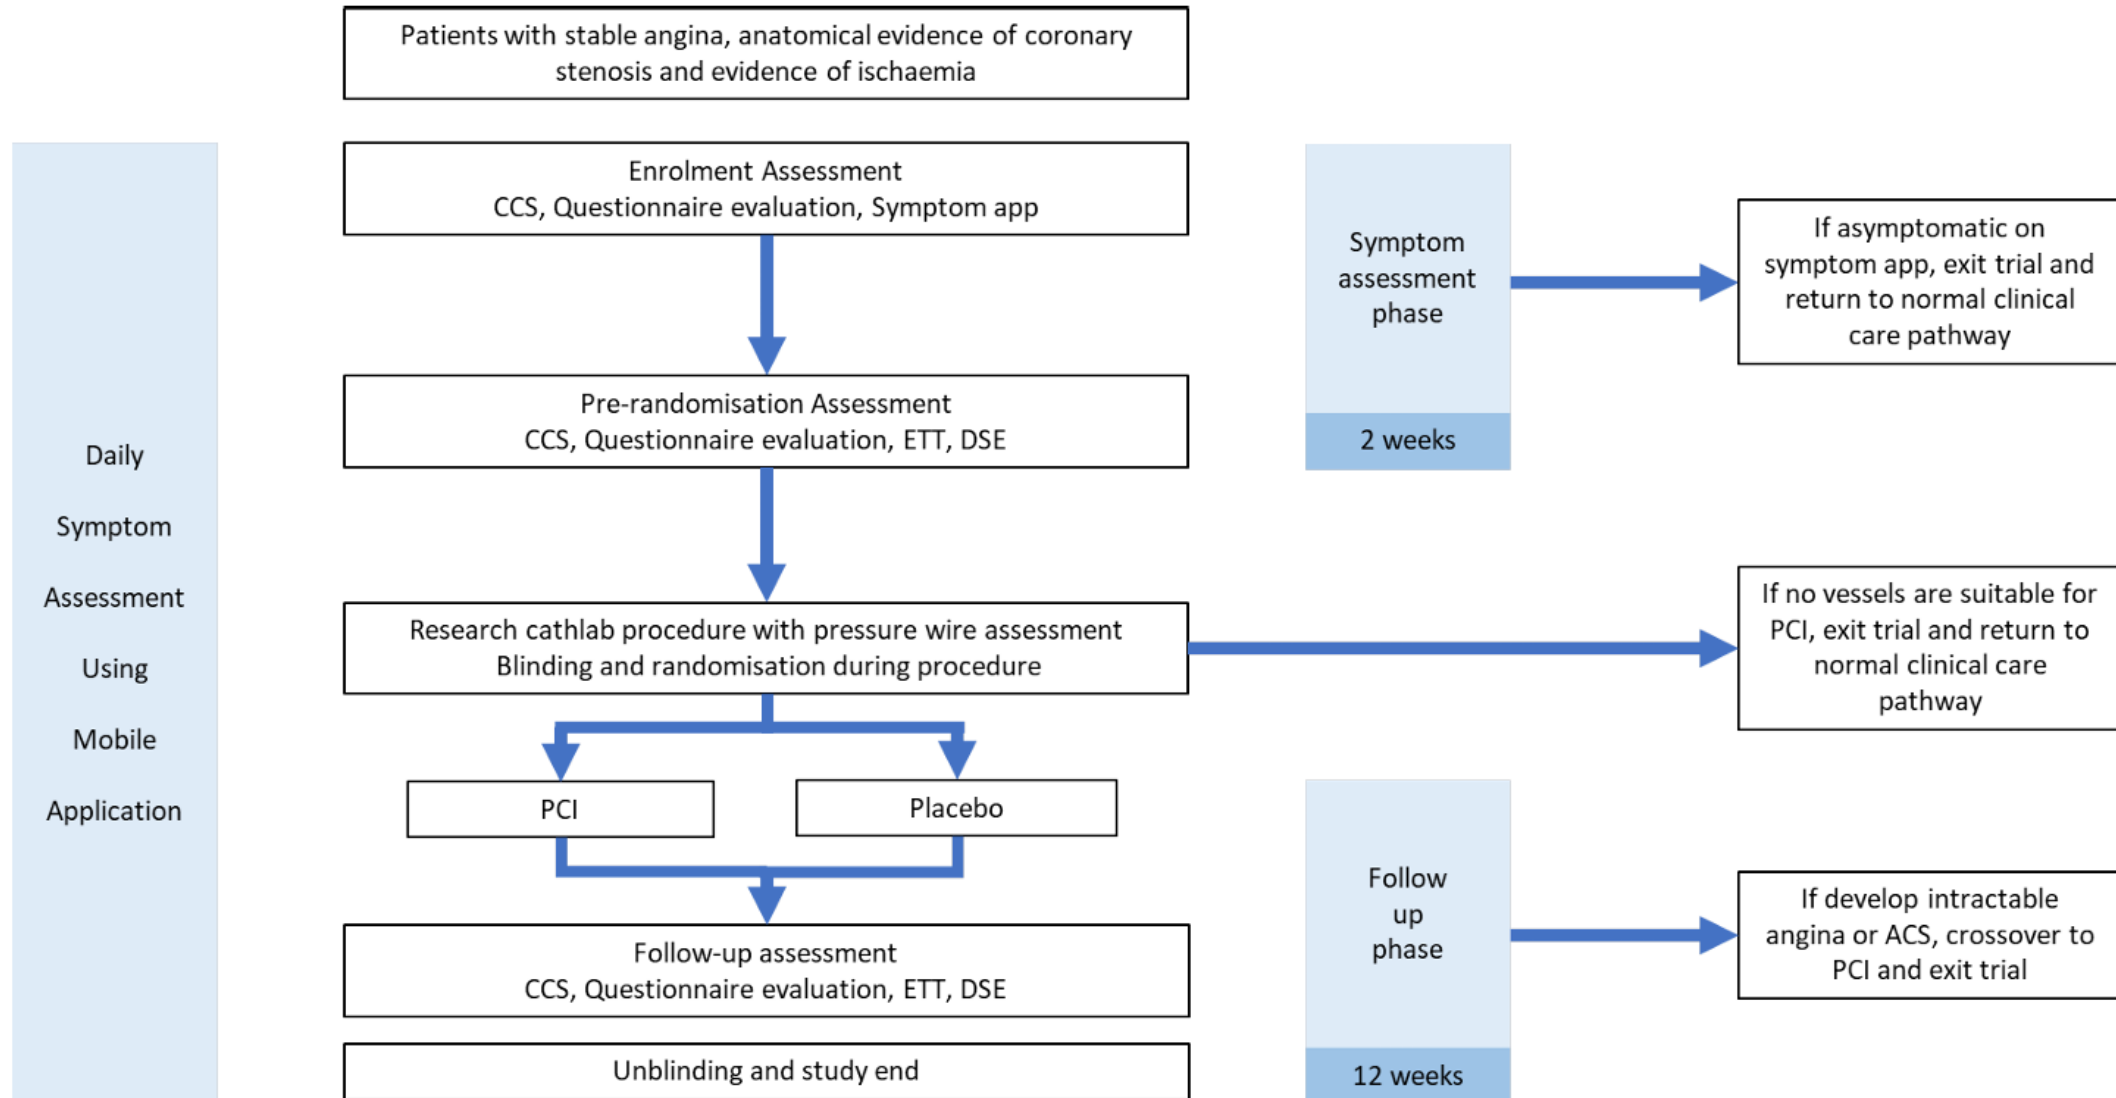 Patients with stable angina, anatomical evidence of coronary
stenosis and evidence of ischaemia
Daily
Symptom
Assessment
Using
Mobile
Application
Enrolment Assessment
CCS, Questionnaire evaluation, Symptom app
Pre-randomisation Assessment
CCS, Questionnaire evaluation, ETT, DSE
Symptom
assessment
phase
2 weeks
If asymptomatic on
symptom app, exit trial and
return to normal clinical
care pathway
Research cathlab procedure with pressure wire assessment
Blinding and randomisation during procedure
If no vessels are suitable for
PCI, exit trial and return to
normal clinical care
pathway
PCI
Placebo
Follow-up assessment
CCS, Questionnaire evaluation, ETT, DSE
Unblinding and study end
Follow
up
phase
12 weeks
If develop intractable
angina or ACS, crossover to
PCI and exit trial